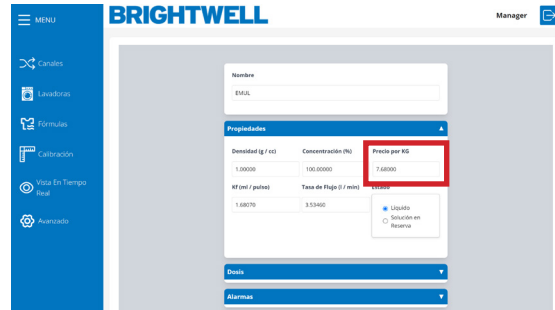 MENU
BRIGHTWELL
Manager
Canales
Lavadoras
Fórmulas
Calibración
Vista En Tiempo
Real
Avanzado
Nombre
EMUL
Propiedades
Densidad (g / cc) Concentración (%) Precio por KG
1.00000 100.00000 7.68000
Kf (ml / pulso) Tasa de Flujo (l / min) Estado
1.68070 3.53460
Liquido
Solución en
Reserva
Dosis
Alarmas